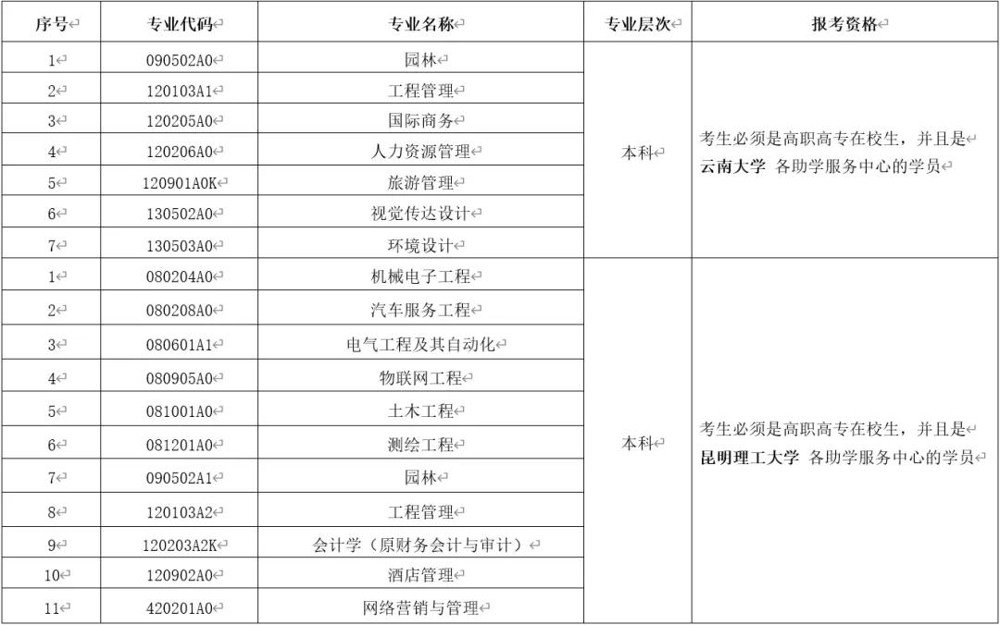 序号 专业代码 专业名称 专业层次 报考资格
1 090502A0 园林
2 120103A1 工程管理
3 120205A0 国际商务
4 120206A0 人力资源管理
5 120901A0K 旅游管理
6 130502A0 视觉传达设计
7 130503A0 环境设计
本科
考生必须是高职高专在校生，并且是
云南大学 各助学服务中心的学员
1 080204A0 机械电子工程
2 080208A0 汽车服务工程
3 080601A1 电气工程及其自动化
4 080905A0 物联网工程
5 081001A0 土木工程
6 081201A0 测绘工程
7 090502A1 园林
8 120103A2 工程管理
9 120203A2K 会计学（原财务会计与审计）
10 120902A0 酒店管理
11 420201A0 网络营销与管理
本科
考生必须是高职高专在校生，并且是
昆明理工大学 各助学服务中心的学员